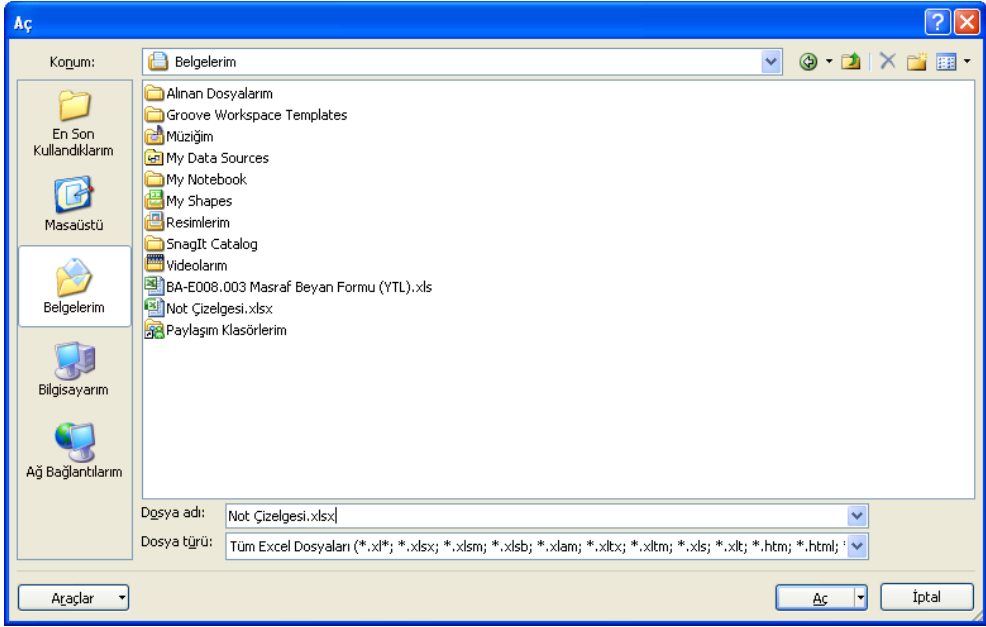 Aç
Konum:
Belgelerim
En Son
Kullandıklarım
Masaüstü
Belgelerim
Bilgisayarım
Ağ Bağlantılarım
Alınan Dosyalarım
Groove Workspace Templates
Müziğim
My Data Sources
My Notebook
My Shapes
Resimlerim
SnagIt Catalog
Videolarım
BA-E008.003 Masraf Beyan Formu (YTL).xls
Not Çizelgesi.xlsx
Paylaşım Klasörlerim
Dosya adı:
Not Çizelgesi.xlsx
Dosya türü:
Tüm Excel Dosyaları (*.xl*; *.xlsx; *.xlsm; *.xlsb; *.xlam; *.xltx; *.xltm; *.xls; *.xlt; *.htm; *.html; *
Araçlar
Aç
İptal